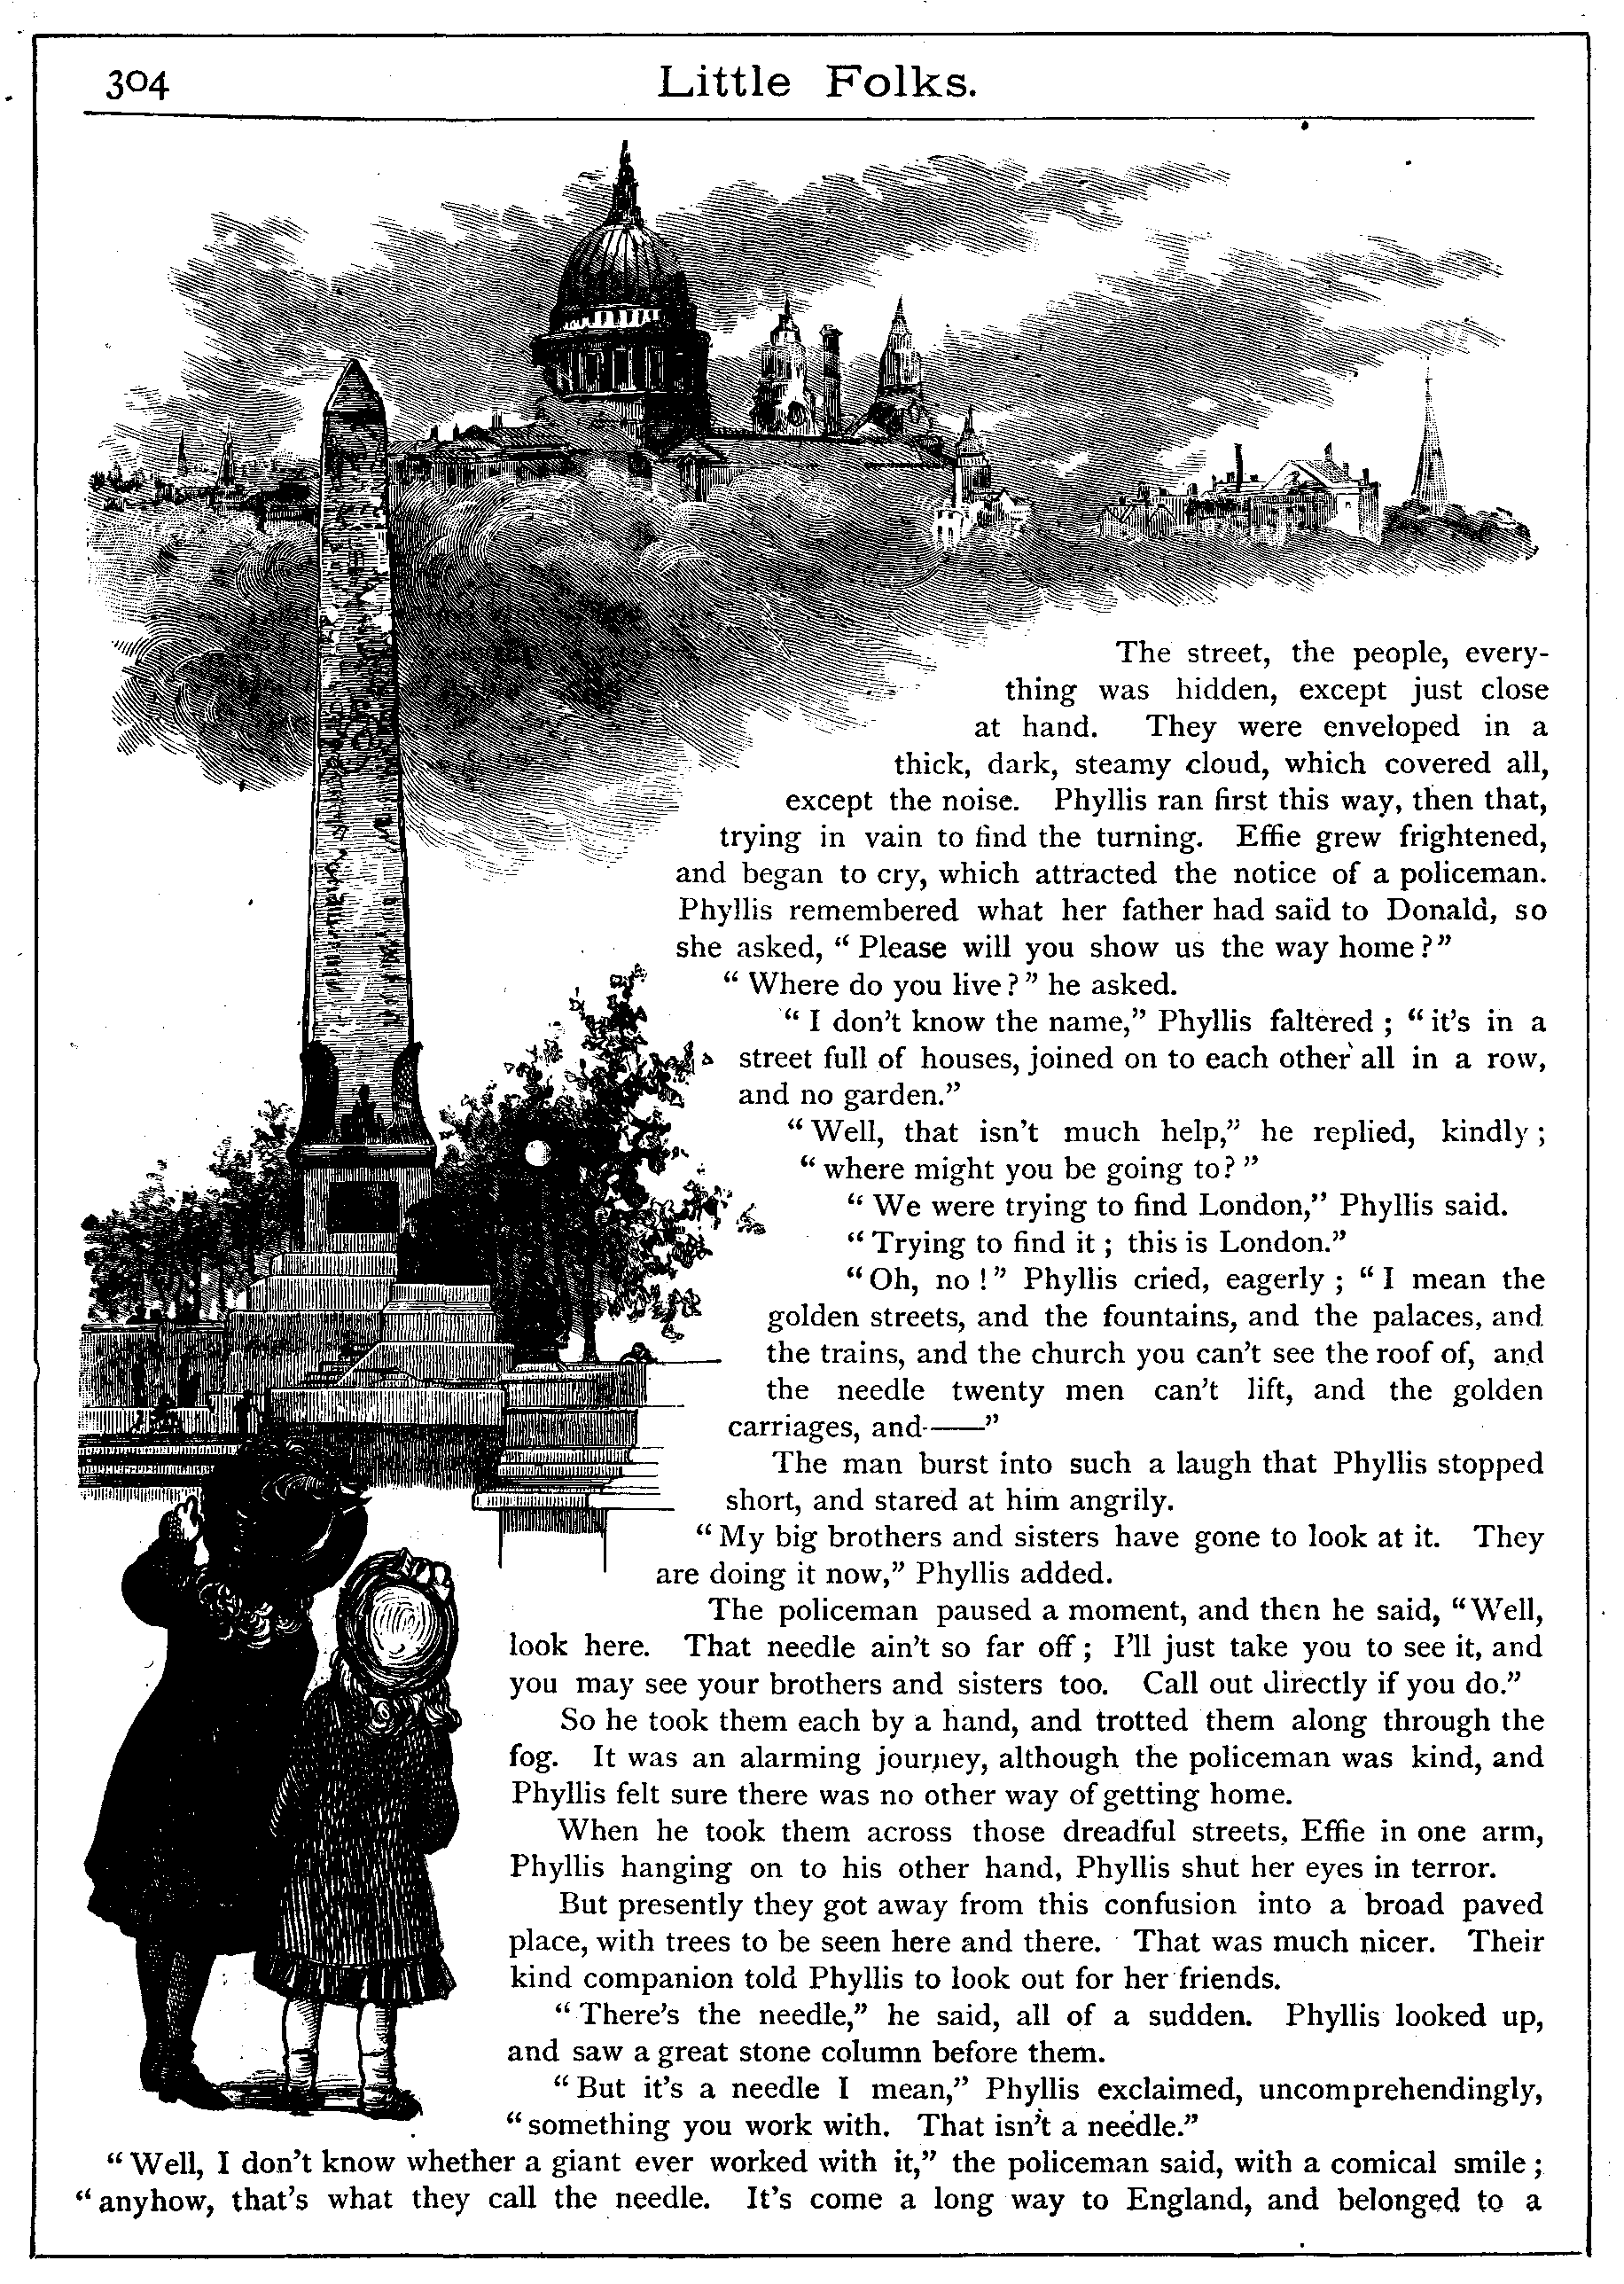 304
Little Folks.
The street, the people, every-
thing was hidden, except just close
at hand. They were enveloped in a
thick, dark, steamy cloud, which covered all,
except the noise. Phyllis ran first this way, then that,
trying in vain to find the turning. Effie grew frightened,
and began to cry, which attracted the notice of a policeman.
Phyllis remembered what her father had said to Donald, so
she asked, “Please will you show us the way home?”
“Where do you live?” he asked.
“I don’t know the name,” Phyllis faltered; “it’s in a
street full of houses, joined on to each other all in a row,
and no garden.”
“Well, that isn’t much help,” he replied, kindly;
“where might you be going to?”
“We were trying to find London,” Phyllis said.
“Trying to find it; this is London.”
“Oh, no!” Phyllis cried, eagerly; “I mean the
golden streets, and the fountains, and the palaces, and
the trains, and the church you can’t see the roof of, and
the needle twenty men can’t lift, and the golden
carriages, and——”
The man burst into such a laugh that Phyllis stopped
short, and stared at him angrily.
“My big brothers and sisters have gone to look at it. They
are doing it now,” Phyllis added.
The policeman paused a moment, and then he said, “Well,
look here. That needle ain’t so far off; I’ll just take you to see it, and
you may see your brothers and sisters too. Call out directly if you do.”
So he took them each by a hand, and trotted them along through the
fog. It was an alarming journey, although the policeman was kind, and
Phyllis felt sure there was no other way of getting home.
When he took them across those dreadful streets, Effie in one arm,
Phyllis hanging on to his other hand, Phyllis shut her eyes in terror.
But presently they got away from this confusion into a broad paved
place, with trees to be seen here and there. That was much nicer. Their
kind companion told Phyllis to look out for her friends.
“There’s the needle,” he said, all of a sudden. Phyllis looked up,
and saw a great stone column before them.
“But it’s a needle I mean,” Phyllis exclaimed, uncomprehendingly,
“something you work with. That isn’t a needle.”
“Well, I don’t know whether a giant ever worked with it,” the policeman said, with a comical smile;
“anyhow, that’s what they call the needle. It’s come a long way to England, and belonged to a